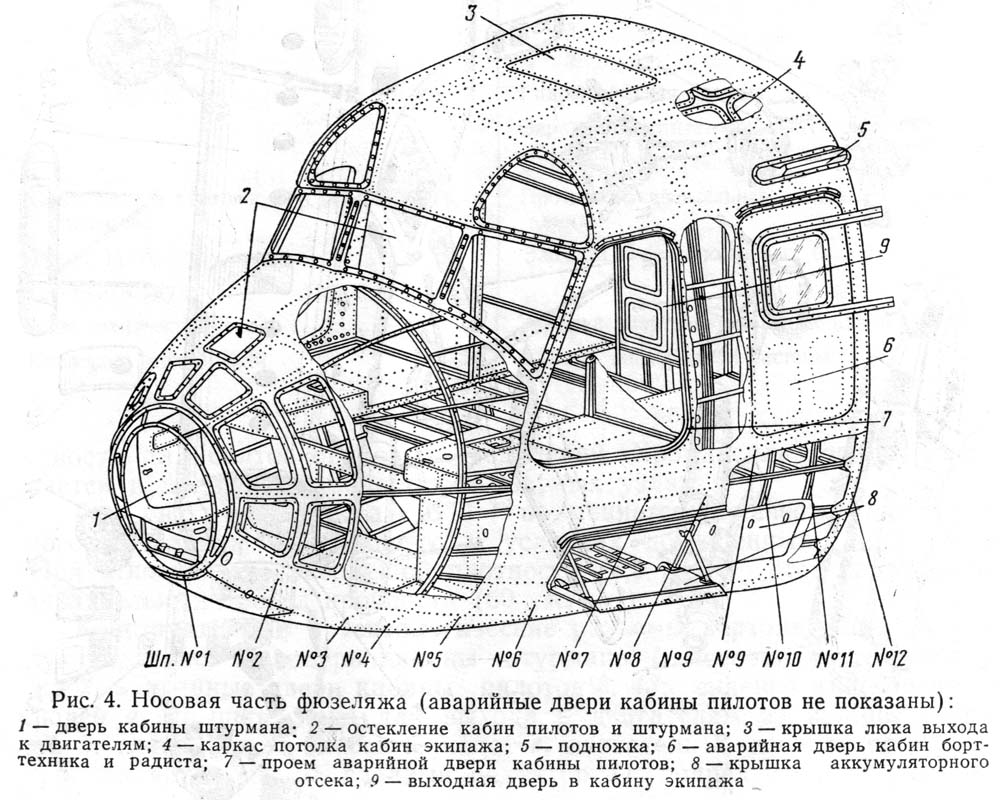 3
4
5
2
9
6
7
1
8
Шп. №1 №2 №3 №4 №5 №6 №7 №8 №9 №9 №10 №11 №12
Рис. 4. Носовая часть фюзеляжа (аварийные двери кабины пилотов не показаны):
1 — дверь кабины штурмана; 2 — остекление кабин пилотов и штурмана; 3 — крышка люка выхода
к двигателям; 4 — каркас потолка кабин экипажа; 5 — подножка; 6 — аварийная дверь кабин борт-
техника и радиста; 7 — проем аварийной двери кабины пилотов; 8 — крышка аккумуляторного
отсека; 9 — выходная дверь в кабину экипажа